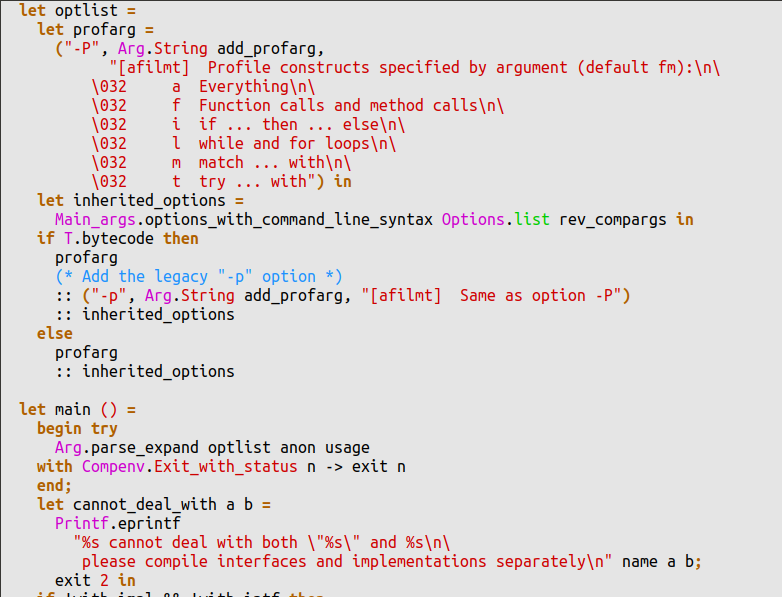 let optlist =
  let profarg =
    ("-P", Arg.String add_profarg,
          "[afilmt]  Profile constructs specified by argument (default fm):\n\
        \032     a  Everything\n\
        \032     f  Function calls and method calls\n\
        \032     i  if ... then ... else\n\
        \032     l  while and for loops\n\
        \032     m  match ... with\n\
        \032     t  try ... with") in
  let inherited_options =
    Main_args.options_with_command_line_syntax Options.list rev_compargs in
  if T.bytecode then
    profarg
    (* Add the legacy "-p" option *)
    :: ("-p", Arg.String add_profarg, "[afilmt]  Same as option -P")
    :: inherited_options
  else
    profarg
    :: inherited_options

let main () =
  begin try
    Arg.parse_expand optlist anon usage
  with Compenv.Exit_with_status n -> exit n
  end;
  let cannot_deal_with a b =
    Printf.eprintf
      "%s cannot deal with both \"%s\" and %s\n\
       please compile interfaces and implementations separately\n" name a b;
    exit 2 in